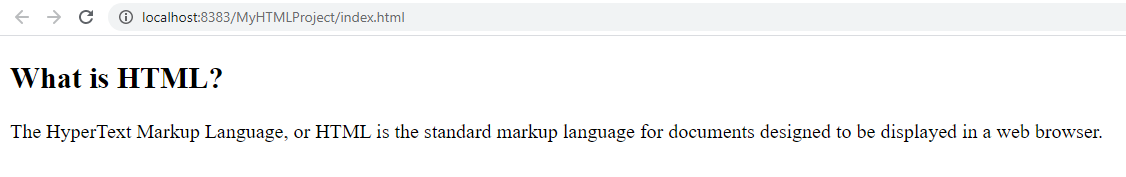 localhost:8383/MyHTMLProject/index.html
What is HTML?
The HyperText Markup Language, or HTML is the standard markup language for documents designed to be displayed in a web browser.